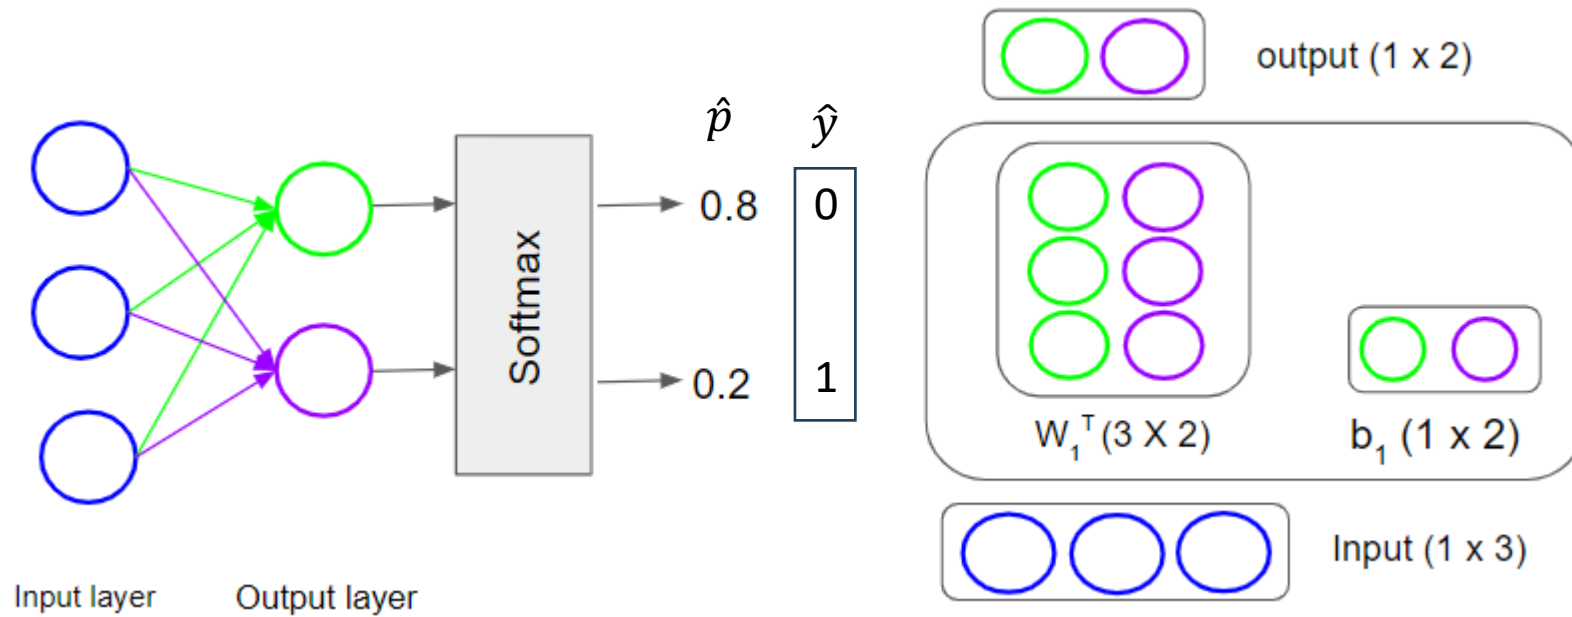 p̂
ŷ
0.8
0
0.2
1
Softmax
Input layer
Output layer
output (1 x 2)
W₁ᵀ (3 X 2)
b₁ (1 x 2)
Input (1 x 3)